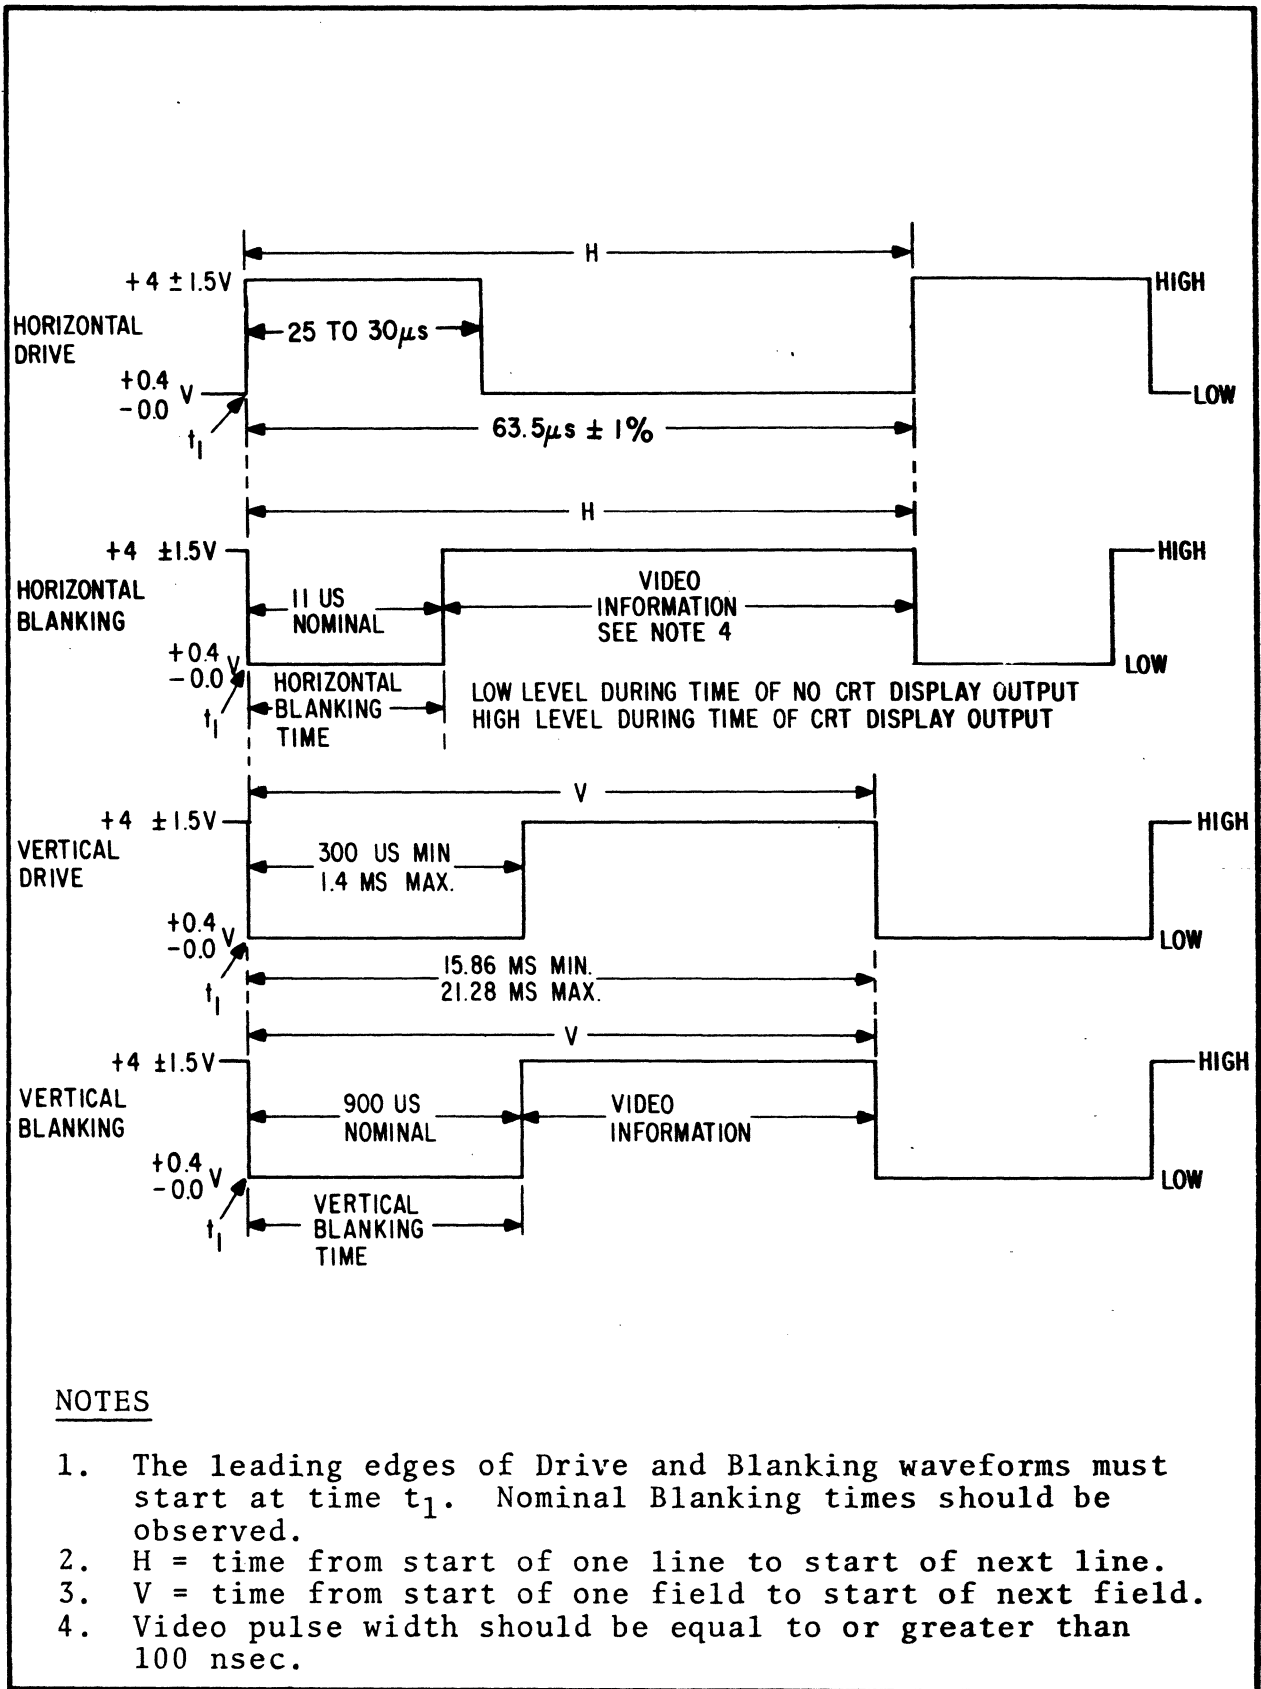 H
+4 ±1.5V
HIGH
HORIZONTAL
DRIVE
25 TO 30μs
+0.4
-0.0
V
LOW
t1
63.5μs ± 1%
H
+4 ±1.5V
HIGH
HORIZONTAL
BLANKING
11 US
NOMINAL
VIDEO
INFORMATION
SEE NOTE 4
+0.4
-0.0
V
LOW
t1
HORIZONTAL
BLANKING
TIME
LOW LEVEL DURING TIME OF NO CRT DISPLAY OUTPUT
HIGH LEVEL DURING TIME OF CRT DISPLAY OUTPUT
V
+4 ±1.5V
HIGH
VERTICAL
DRIVE
300 US MIN
1.4 MS MAX.
+0.4
-0.0
V
LOW
t1
15.86 MS MIN.
21.28 MS MAX.
V
+4 ±1.5V
HIGH
VERTICAL
BLANKING
900 US
NOMINAL
VIDEO
INFORMATION
+0.4
-0.0
V
LOW
t1
VERTICAL
BLANKING
TIME
NOTES
1. The leading edges of Drive and Blanking waveforms must
start at time t1. Nominal Blanking times should be
observed.
2. H = time from start of one line to start of next line.
3. V = time from start of one field to start of next field.
4. Video pulse width should be equal to or greater than
100 nsec.